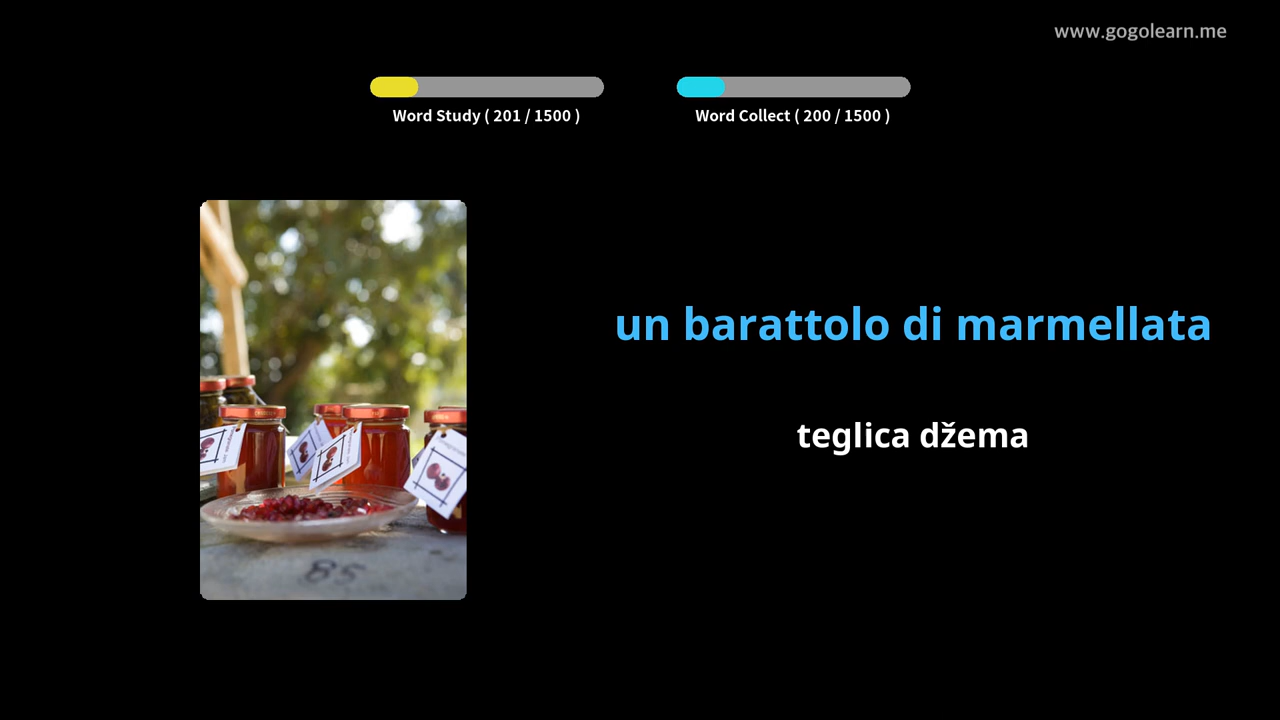 www.gogolearn.me
Word Study ( 201 / 1500 )
Word Collect ( 200 / 1500 )
un barattolo di marmellata
teglica džema
85